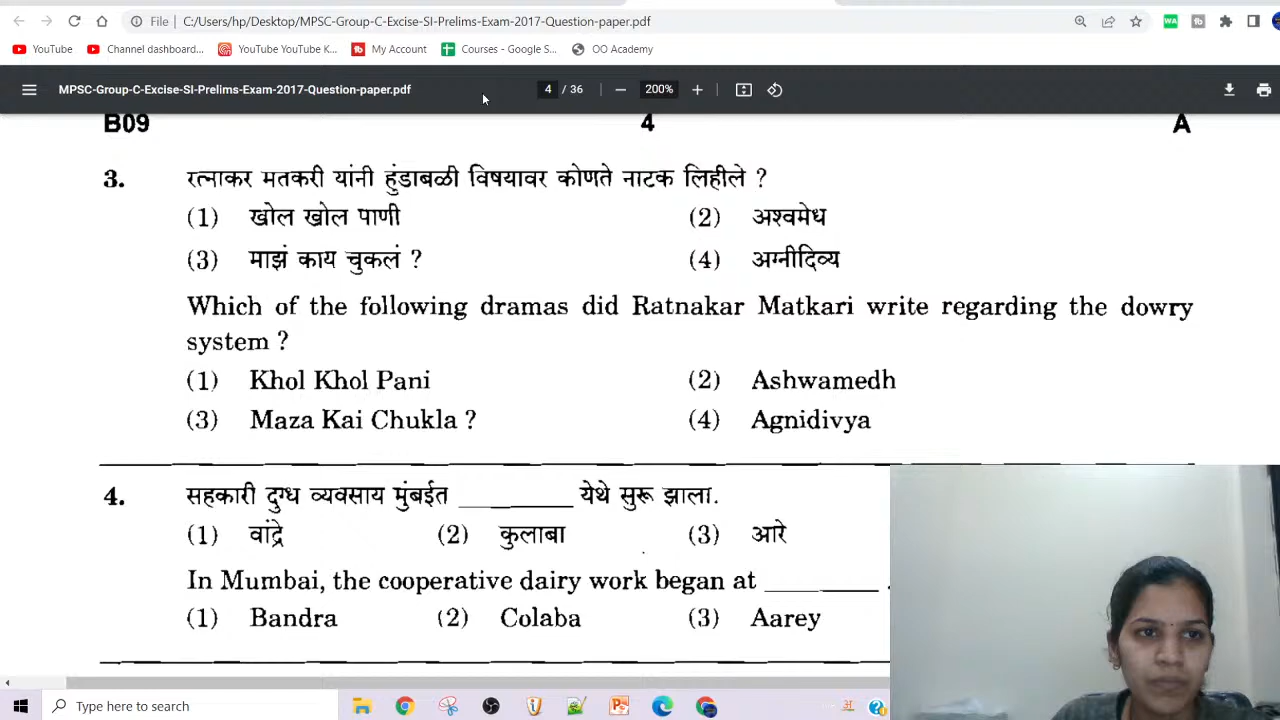 File C:/Users/hp/Desktop/MPSC-Group-C-Excise-SI-Prelims-Exam-2017-Question-paper.pdf
YouTube Channel dashboard... YouTube YouTube K... My Account Courses - Google S... OO Academy
MPSC-Group-C-Excise-SI-Prelims-Exam-2017-Question-paper.pdf 4 / 36 200%
B09 4 A
3. रत्नाकर मतकरी यांनी हुंडाबळी विषयावर कोणते नाटक लिहीले ?
(1) खोल खोल पाणी (2) अश्वमेध
(3) माझं काय चुकलं ? (4) अग्नीदिव्य
Which of the following dramas did Ratnakar Matkari write regarding the dowry
system ?
(1) Khol Khol Pani (2) Ashwamedh
(3) Maza Kai Chukla ? (4) Agnidivya
4. सहकारी दुग्ध व्यवसाय मुंबईत ________ येथे सुरू झाला.
(1) वांद्रे (2) कुलाबा (3) आरे
In Mumbai, the cooperative dairy work began at ________ .
(1) Bandra (2) Colaba (3) Aarey
Type here to search